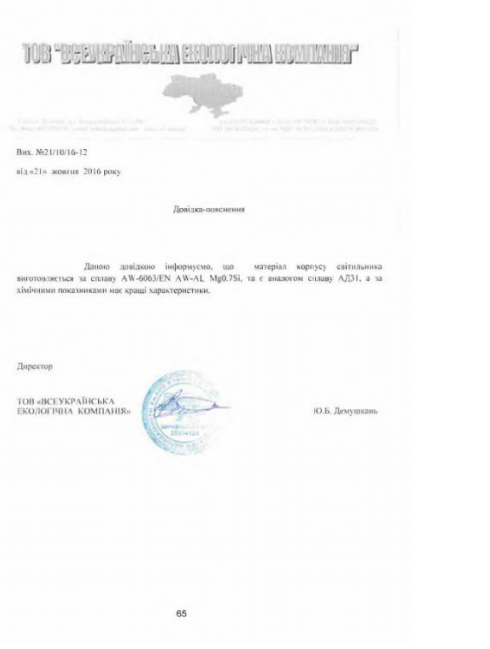 ТОВ "ВСЕУКРАЇНСЬКА ЕКОЛОГІЧНА КОМПАНІЯ"
Вих. №21/10/16-12
від «21» жовтня 2016 року
Довідка-пояснення
Даною довідкою інформуємо, що матеріал корпусу світильника
виготовляється за сплаву AW-6063/EN AW-AL Mg0.7Si, та є аналогом сплаву АД31, а за
хімічними показниками має кращі характеристики.
Директор
ТОВ «ВСЕУКРАЇНСЬКА
ЕКОЛОГІЧНА КОМПАНІЯ»
Ю.Б. Демушкань
65